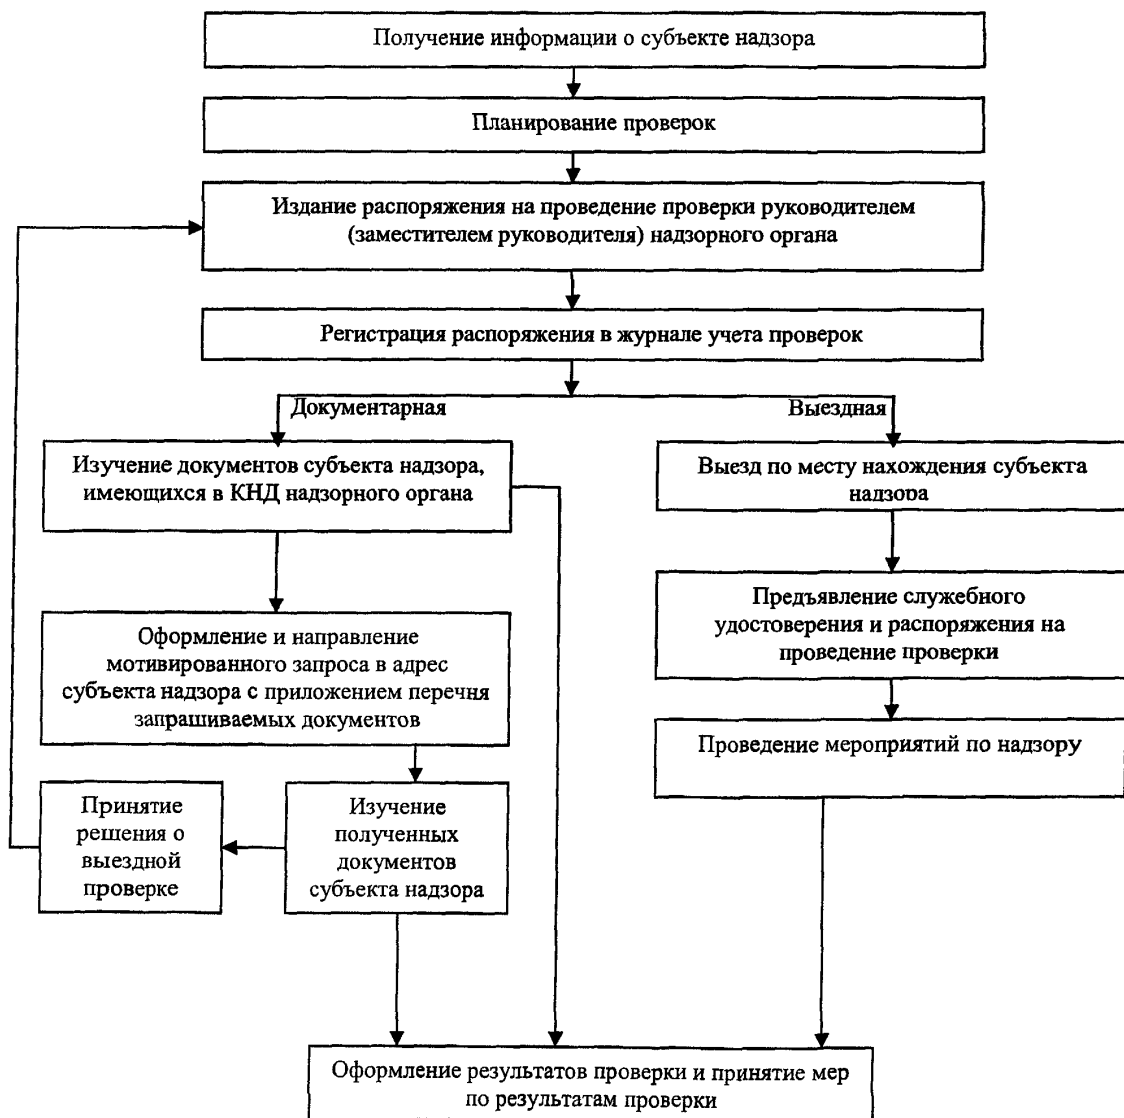 Получение информации о субъекте надзора
Планирование проверок
Издание распоряжения на проведение проверки руководителем
(заместителем руководителя) надзорного органа
Регистрация распоряжения в журнале учета проверок
Документарная
Выездная
Изучение документов субъекта надзора,
имеющихся в КНД надзорного органа
Выезд по месту нахождения субъекта
надзора
Предъявление служебного
удостоверения и распоряжения на
проведение проверки
Оформление и направление
мотивированного запроса в адрес
субъекта надзора с приложением перечня
запрашиваемых документов
Проведение мероприятий по надзору
Принятие
решения о
выездной
проверке
Изучение
полученных
документов
субъекта надзора
Оформление результатов проверки и принятие мер
по результатам проверки